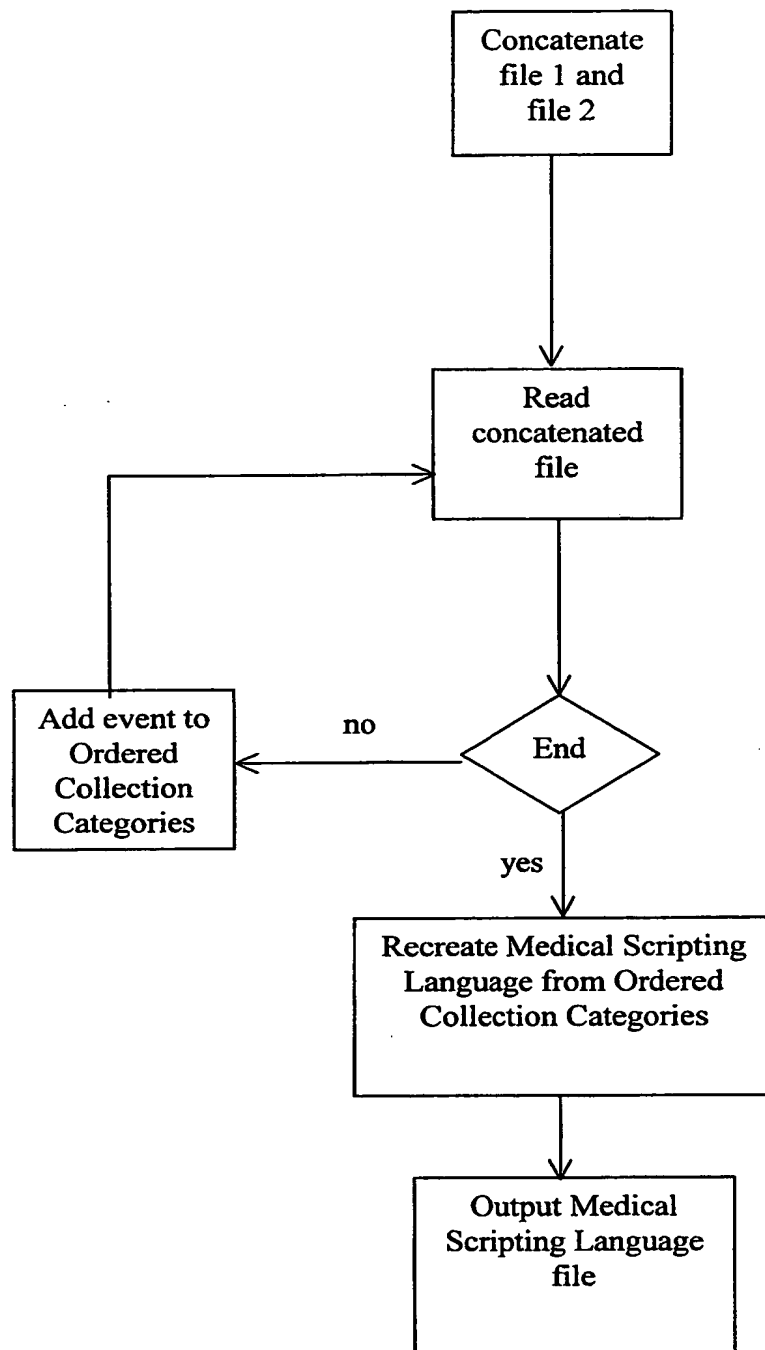 Concatenate
file 1 and
file 2
Read
concatenated
file
Add event to
Ordered
Collection
Categories
no
End
yes
Recreate Medical Scripting
Language from Ordered
Collection Categories
Output Medical
Scripting Language
file